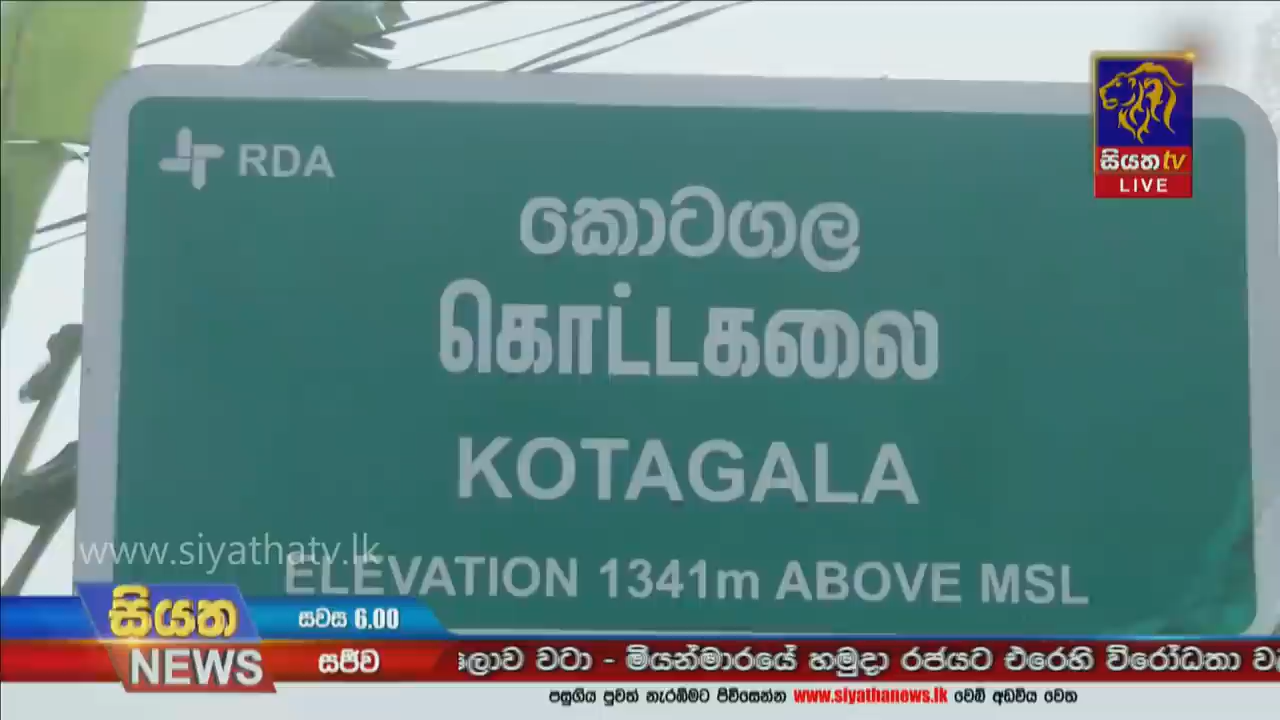 RDA
කොටගල
கொட்டகலை
KOTAGALA
ELEVATION 1341m ABOVE MSL
සියත tv
LIVE
www.siyathatv.lk
සියත
NEWS
සවස 6.00
සජීව
වටා - මියන්මාරයේ හමුදා රජයට එරෙහි විරෝධතා
පසුගිය පුවත් නැරඹීමට පිවිසෙන්න www.siyathanews.lk වෙබ් අඩවිය වෙත